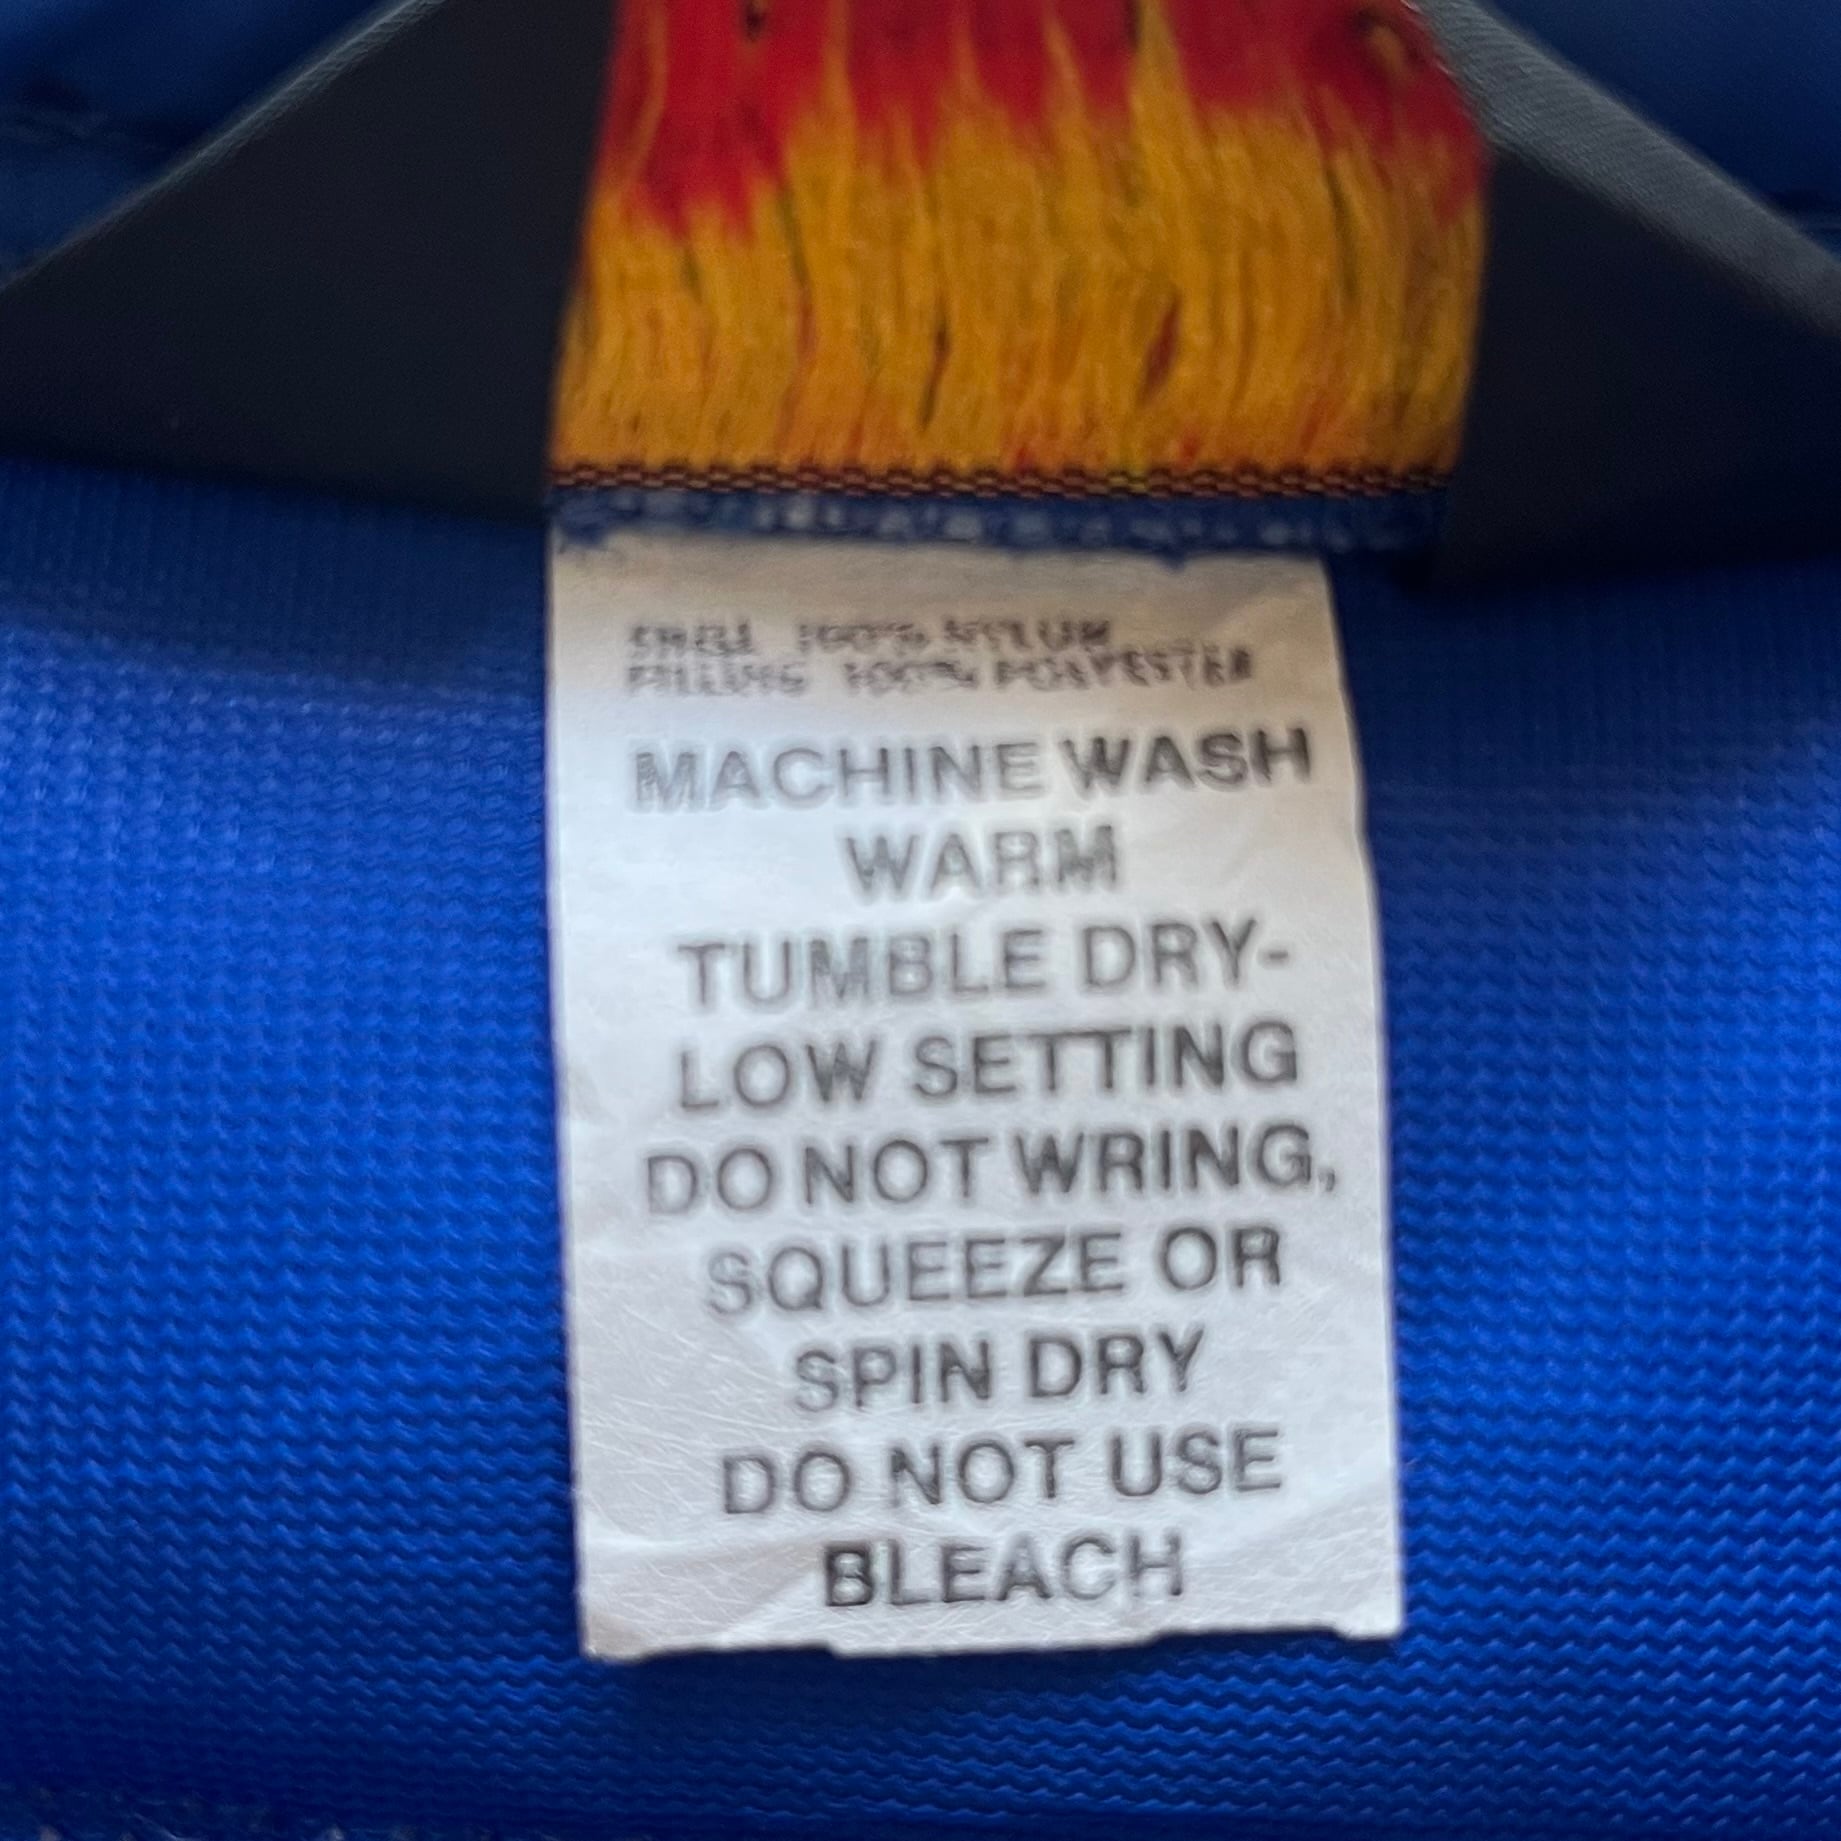 SHELL 100% NYLON
FILLING 100% POLYESTER
MACHINE WASH
WARM
TUMBLE DRY-
LOW SETTING
DO NOT WRING,
SQUEEZE OR
SPIN DRY
DO NOT USE
BLEACH